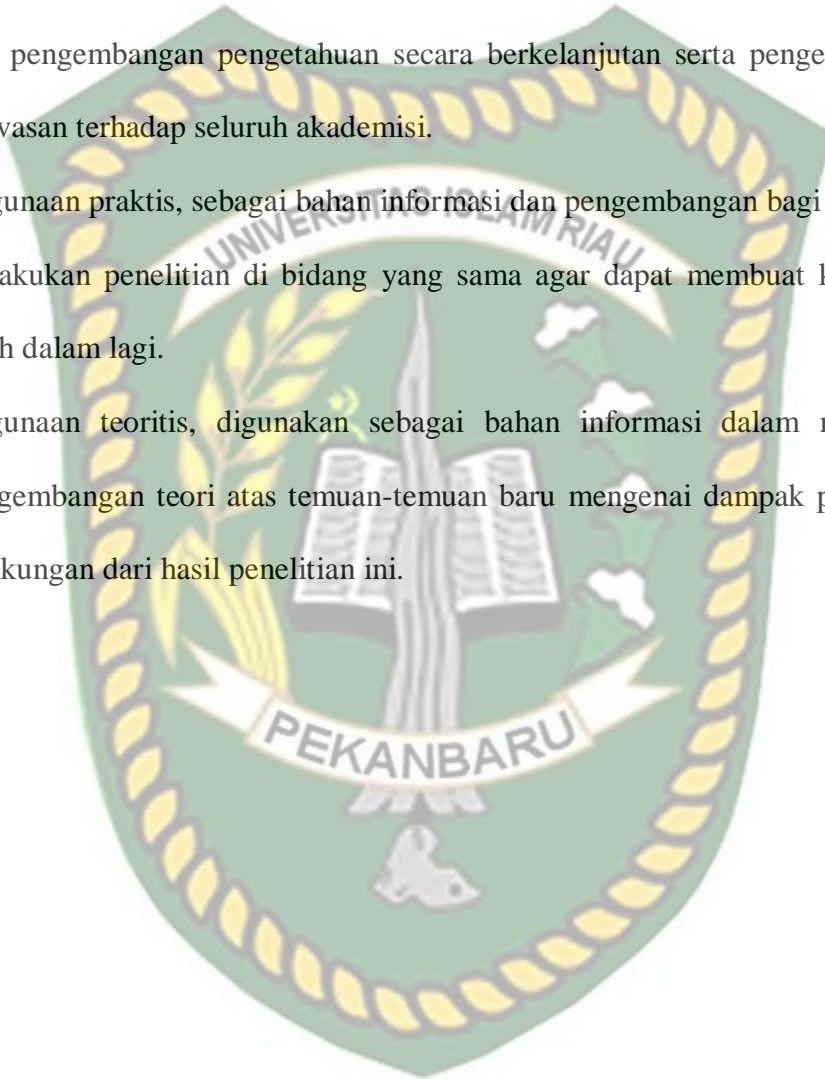 pengembangan pengetahuan secara berkelanjutan serta penge
wasan terhadap seluruh akademisi.
gunaan praktis, sebagai bahan informasi dan pengembangan bagi
UNIVERSITAS ISLAM RIAU
akukan penelitian di bidang yang sama agar dapat membuat k
h dalam lagi.
gunaan teoritis, digunakan sebagai bahan informasi dalam
gembangan teori atas temuan-temuan baru mengenai dampak p
kungan dari hasil penelitian ini.
PEKANBARU